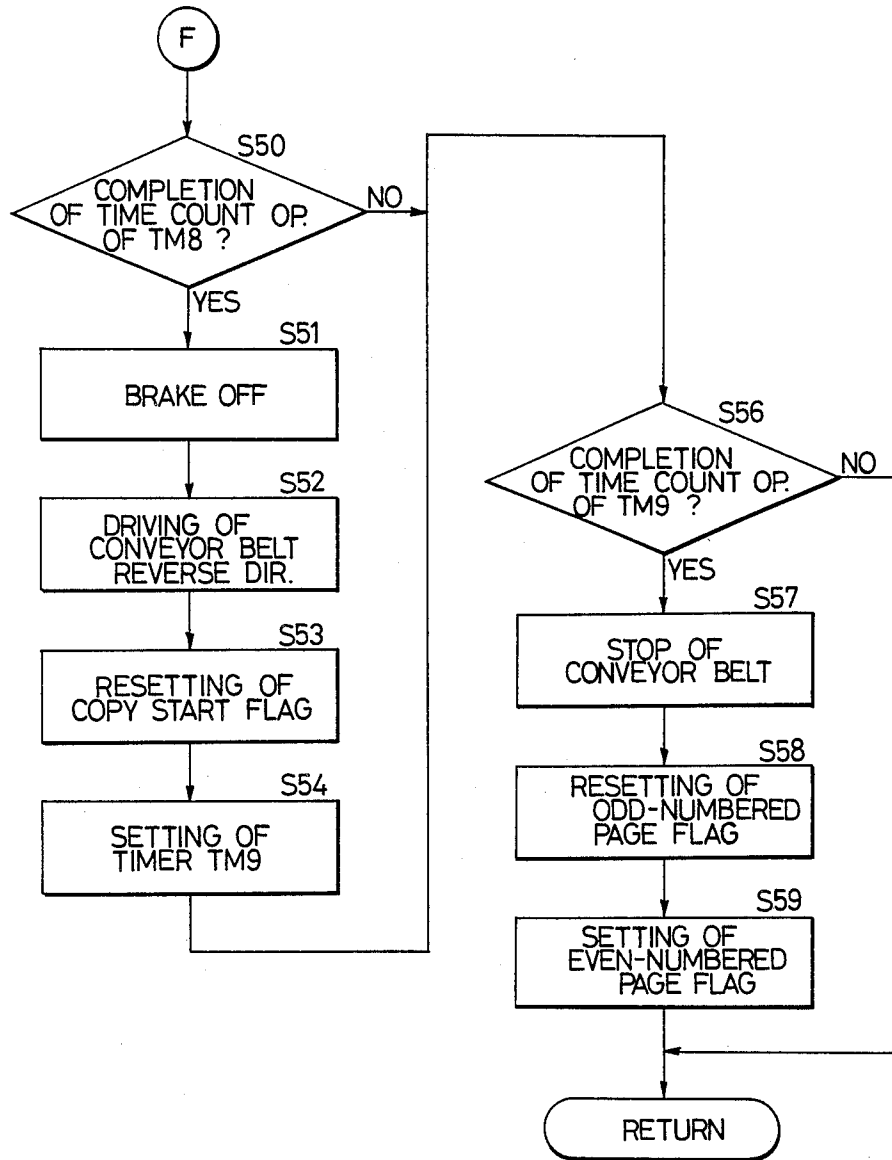 F
S50
COMPLETION
OF TIME COUNT OP.
OF TM8 ?
NO
YES
S51
BRAKE OFF
S52
DRIVING OF
CONVEYOR BELT
REVERSE DIR.
S53
RESETTING OF
COPY START FLAG
S54
SETTING OF
TIMER TM9
S56
COMPLETION
OF TIME COUNT OP.
OF TM9 ?
NO
YES
S57
STOP OF
CONVEYOR BELT
S58
RESETTING OF
ODD-NUMBERED
PAGE FLAG
S59
SETTING OF
EVEN-NUMBERED
PAGE FLAG
RETURN